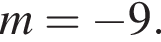 m = −9.